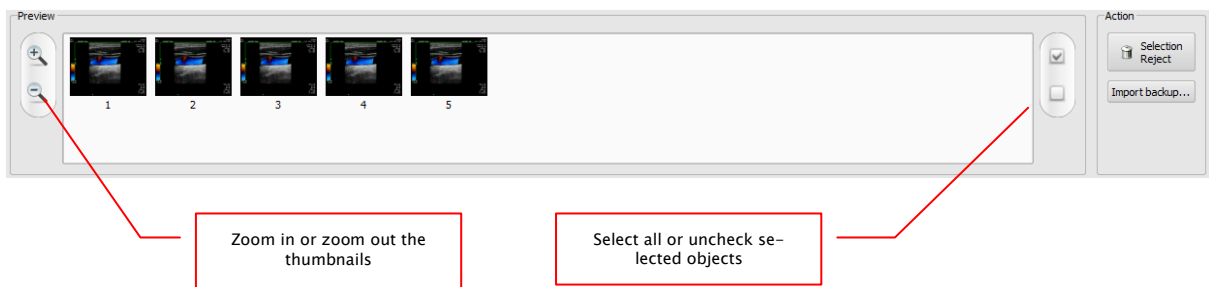 Preview
Action
Selection
Reject
Import backup...
1 2 3 4 5
Zoom in or zoom out the
thumbnails
Select all or uncheck se-
lected objects